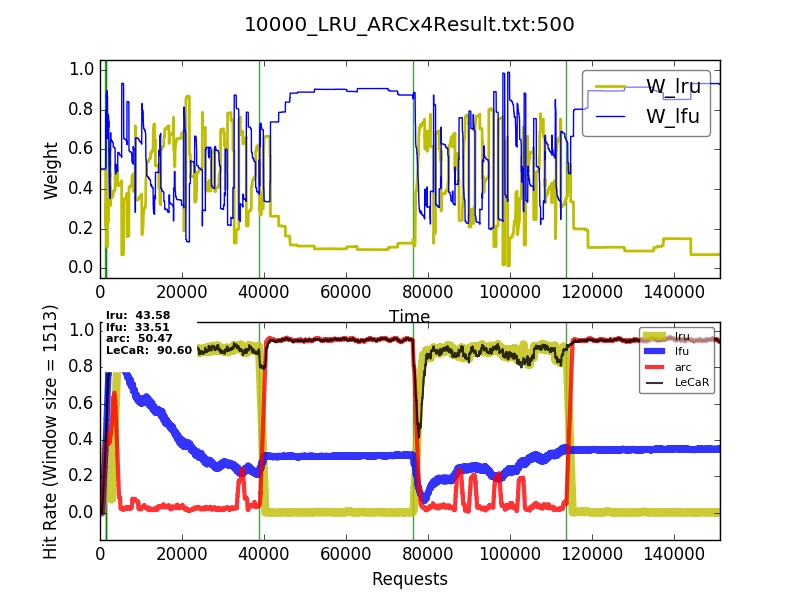 10000_LRU_ARCx4Result.txt:500
1.0
0.8
0.6
0.4
0.2
0.0
Weight
W_lru
W_lfu
0 20000 40000 60000 80000 100000 120000 140000
Time
lru: 43.58
lfu: 33.51
arc: 50.47
LeCaR: 90.60
1.0
0.8
0.6
0.4
0.2
0.0
Hit Rate (Window size = 1513)
lru
lfu
arc
LeCaR
0 20000 40000 60000 80000 100000 120000 140000
Requests